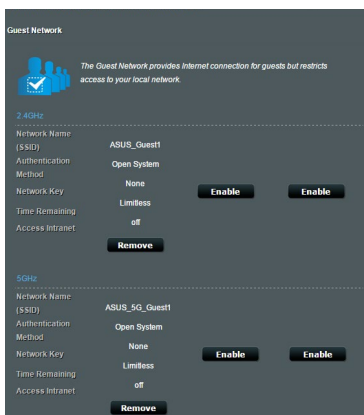 Guest Network
The Guest Network provides Internet connection for guests but restricts
access to your local network.
2.4GHz
Network Name
(SSID)
ASUS_Guest1
Authentication
Method
Open System
Network Key
None
Time Remaining
Limitless
Access Intranet
off
Enable
Enable
Remove
5GHz
Network Name
(SSID)
ASUS_5G_Guest1
Authentication
Method
Open System
Network Key
None
Time Remaining
Limitless
Access Intranet
off
Enable
Enable
Remove